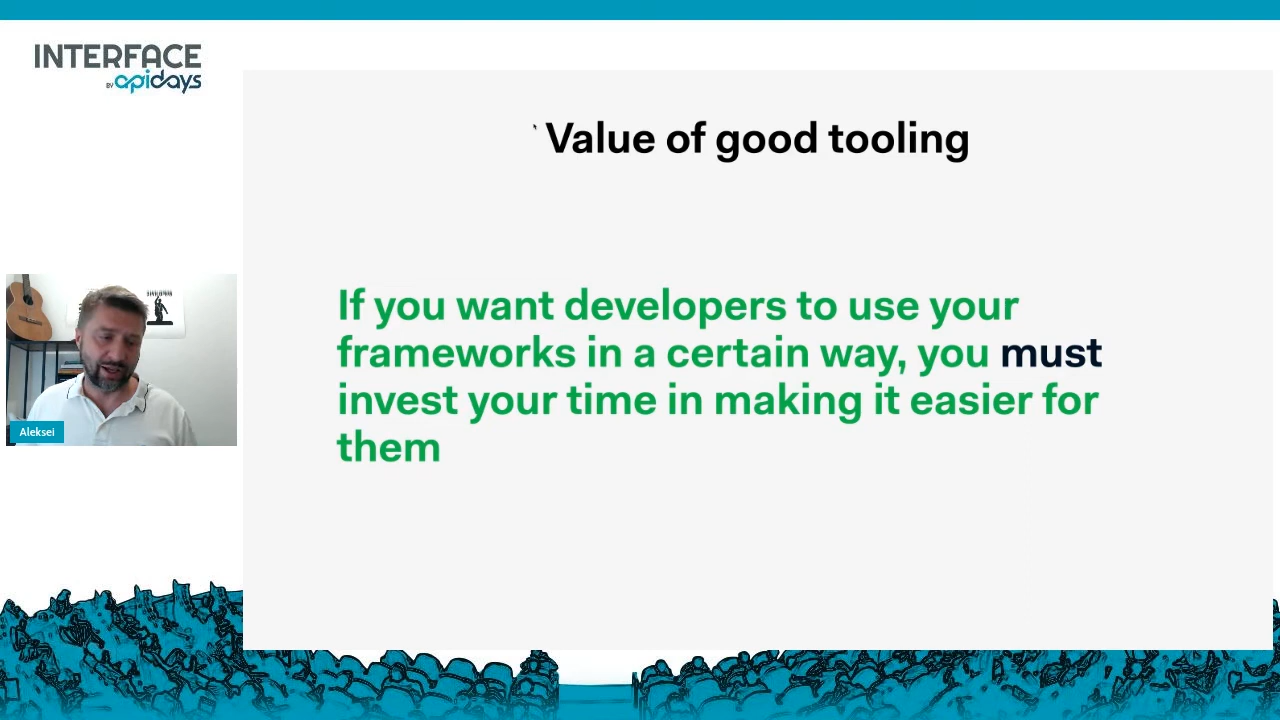 INTERFACE
BY apidays
Value of good tooling
If you want developers to use your
frameworks in a certain way, you must
invest your time in making it easier for
them
Aleksei